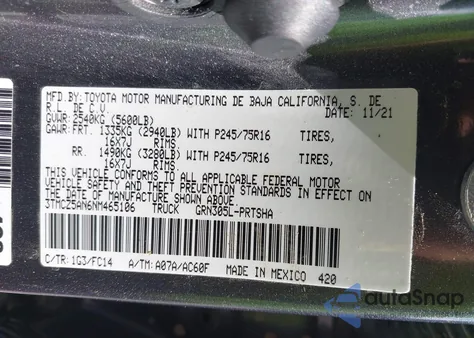 MFD.BY: TOYOTA MOTOR MANUFACTURING DE BAJA CALIFORNIA, S. DE
R.L. DE C.V. DATE: 11/21
GVWR: 2540KG (5600LB)
GAWR: FRT. 1335KG (2940LB) WITH P245/75R16 TIRES,
16X7J RIMS,
RR. 1490KG (3280LB) WITH P245/75R16 TIRES,
16X7J RIMS.
THIS VEHICLE CONFORMS TO ALL APPLICABLE FEDERAL MOTOR
VEHICLE SAFETY STANDARDS IN EFFECT ON
THE DATE OF MANUFACTURE SHOWN ABOVE.
3TMCZ5AN6NM465106 TRUCK GRN305L-PRTSHA
C/TR: 1G3/FC14 A/TM: A07A/AC60F MADE IN MEXICO 420
autoSnap